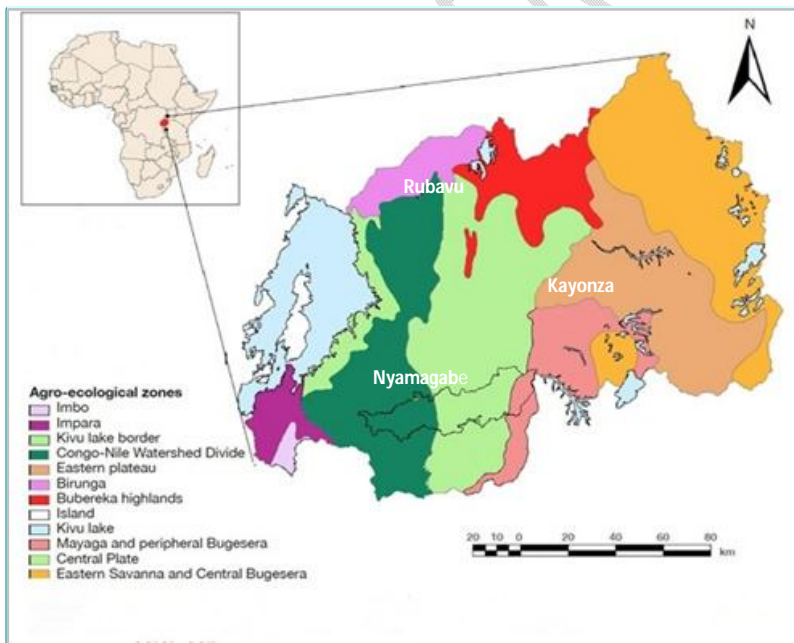 N
Rubavu
Kayonza
Nyamagabe
Agro-ecological zones
Imbo
Impara
Kivu lake border
Congo-Nile Watershed Divide
Eastern plateau
Birunga
Bubereka highlands
Island
Kivu lake
Mayaga and peripheral Bugesera
Central Plate
Eastern Savanna and Central Bugesera
20 10 0 20 40 60 80
km